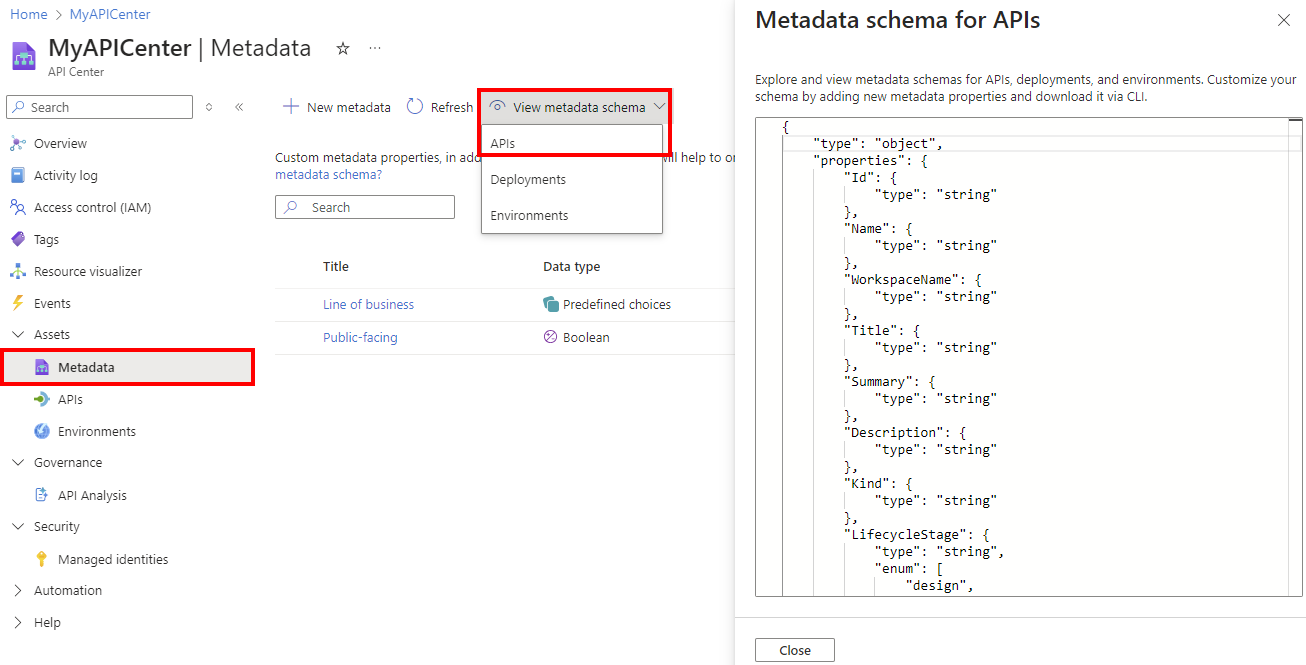 Home > MyAPICenter
MyAPICenter | Metadata
API Center
Search
Overview
Activity log
Access control (IAM)
Tags
Resource visualizer
Events
Assets
Metadata
APIs
Environments
Governance
API Analysis
Security
Managed identities
Automation
Help
New metadata
Refresh
View metadata schema
APIs
Deployments
Environments
Custom metadata properties, in add
will help to or
metadata schema?
Search
Title Data type
Line of business Predefined choices
Public-facing Boolean
Metadata schema for APIs
Explore and view metadata schemas for APIs, deployments, and environments. Customize your
schema by adding new metadata properties and download it via CLI.
{
"type": "object",
"properties": {
"Id": {
"type": "string"
},
"Name": {
"type": "string"
},
"WorkspaceName": {
"type": "string"
},
"Title": {
"type": "string"
},
"Summary": {
"type": "string"
},
"Description": {
"type": "string"
},
"Kind": {
"type": "string"
},
"LifecycleStage": {
"type": "string",
"enum": [
"design",
Close